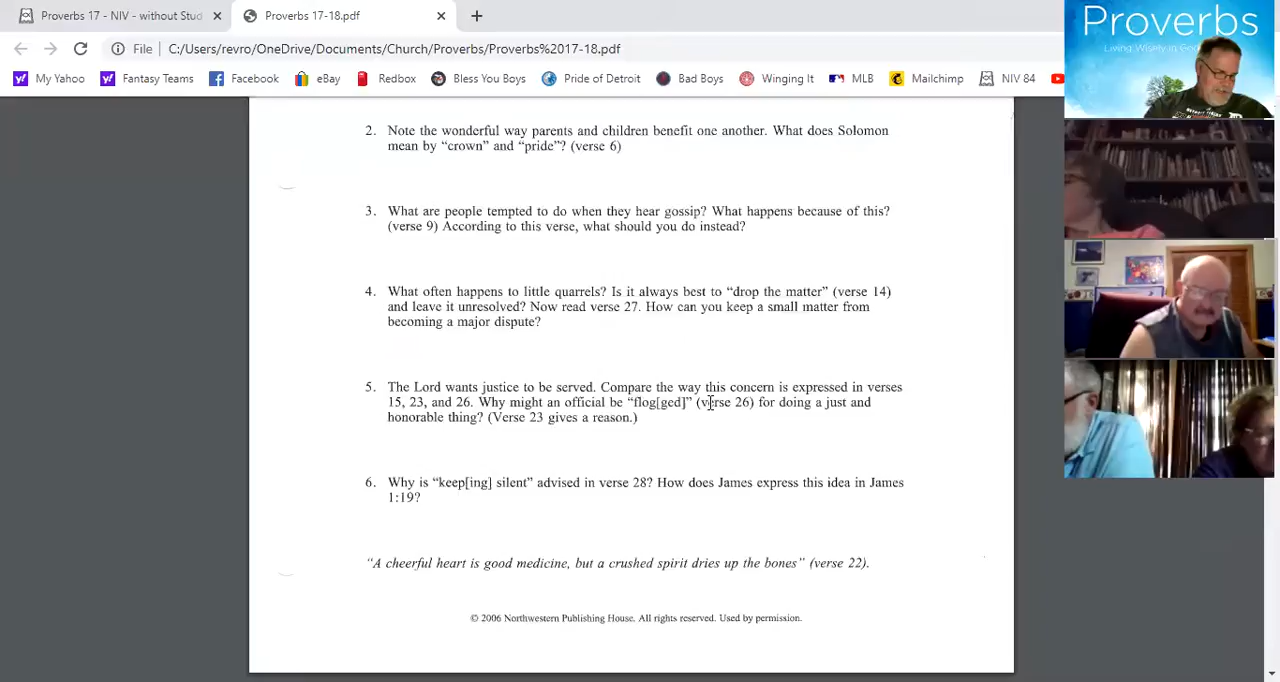 Proverbs 17 - NIV - without Stud
Proverbs 17-18.pdf
File
C:/Users/revro/OneDrive/Documents/Church/Proverbs/Proverbs%2017-18.pdf
My Yahoo
Fantasy Teams
Facebook
eBay
Redbox
Bless You Boys
Pride of Detroit
Bad Boys
Winging It
MLB
Mailchimp
NIV 84
Proverbs
Living Wisely in God
2. Note the wonderful way parents and children benefit one another. What does Solomon
mean by “crown” and “pride”? (verse 6)
3. What are people tempted to do when they hear gossip? What happens because of this?
(verse 9) According to this verse, what should you do instead?
4. What often happens to little quarrels? Is it always best to “drop the matter” (verse 14)
and leave it unresolved? Now read verse 27. How can you keep a small matter from
becoming a major dispute?
5. The Lord wants justice to be served. Compare the way this concern is expressed in verses
15, 23, and 26. Why might an official be “flog[ged]” (verse 26) for doing a just and
honorable thing? (Verse 23 gives a reason.)
6. Why is “keep[ing] silent” advised in verse 28? How does James express this idea in James
1:19?
“A cheerful heart is good medicine, but a crushed spirit dries up the bones” (verse 22).
© 2006 Northwestern Publishing House. All rights reserved. Used by permission.